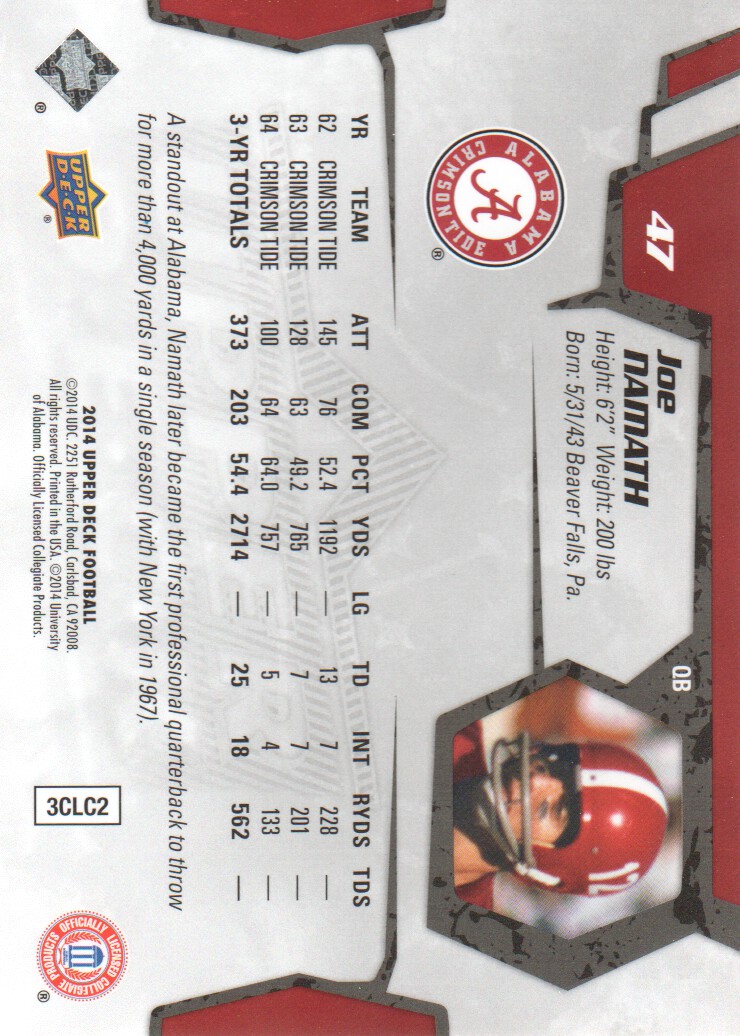 47
Joe
NAMATH
Height: 6'2" Weight: 200 lbs
Born: 5/31/43 Beaver Falls, Pa.
QB
12
ALABAMA
A
CRIMSON TIDE
®
YR TEAM ATT COM PCT YDS LG TD INT RYDS TDS
62 CRIMSON TIDE 145 76 52.4 1192 — 13 7 228 —
63 CRIMSON TIDE 128 63 49.2 765 — 7 7 201 —
64 CRIMSON TIDE 100 64 64.0 757 — 5 4 133 —
3-YR TOTALS 373 203 54.4 2714 — 25 18 562 —
A standout at Alabama, Namath later became the first professional quarterback to throw
for more than 4,000 yards in a single season (with New York in 1967).
®
UPPER
D·E·C·K
®
2014 UPPER DECK FOOTBALL
©2014 UDC. 2251 Rutherford Road, Carlsbad, CA 92008.
All rights reserved. Printed in the USA. ©2014 University
of Alabama. Officially Licensed Collegiate Products.
3CLC2
OFFICIALLY LICENSED
COLLEGIATE PRODUCTS
®